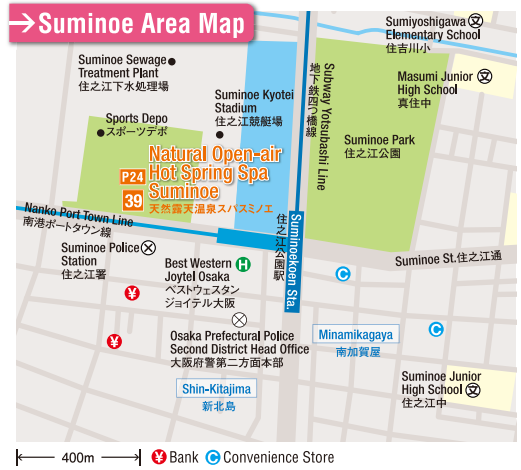 →Suminoe Area Map
Sumiyoshigawa 文
Elementary School
住吉川小
Suminoe Sewage
Treatment Plant
住之江下水処理場
Masumi Junior 文
High School
真住中
Suminoe Kyotei
Stadium
住之江競艇場
地下鉄四つ橋線
Subway Yotsubashi Line
Sports Depo
スポーツデポ
Suminoe Park
住之江公園
P24
39
Natural Open-air
Hot Spring Spa
Suminoe
天然露天温泉スパスミノエ
Nanko Port Town Line
南港ポートタウン線
住之江公園駅
Suminoekoen Sta.
Suminoe St.住之江通
Suminoe Police
Station
住之江署
Best Western H
Joytel Osaka
ベストウェスタン
ジョイテル大阪
C
¥
¥
Osaka Prefectural Police
Second District Head Office
大阪府警第二方面本部
Minamikagaya
南加賀屋
C
Shin-Kitajima
新北島
Suminoe Junior
High School 文
住之江中
400m
¥ Bank C Convenience Store